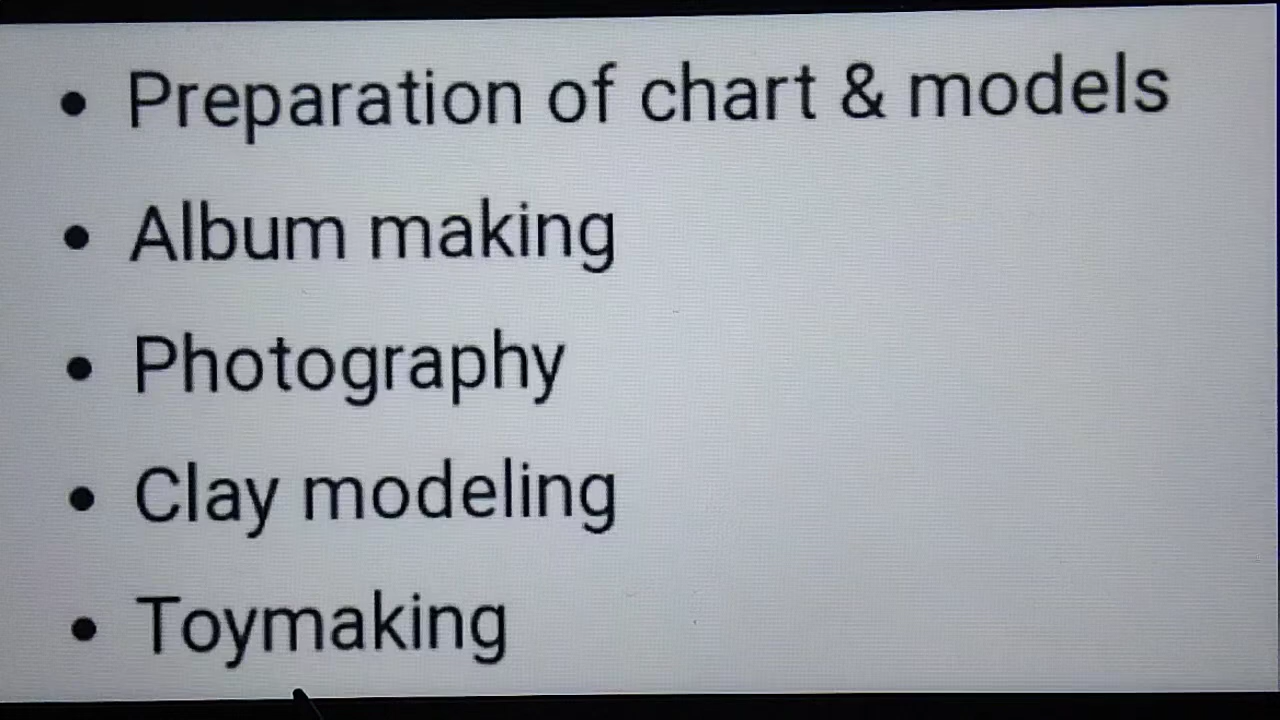 • Preparation of chart & models
• Album making
• Photography
• Clay modeling
• Toymaking